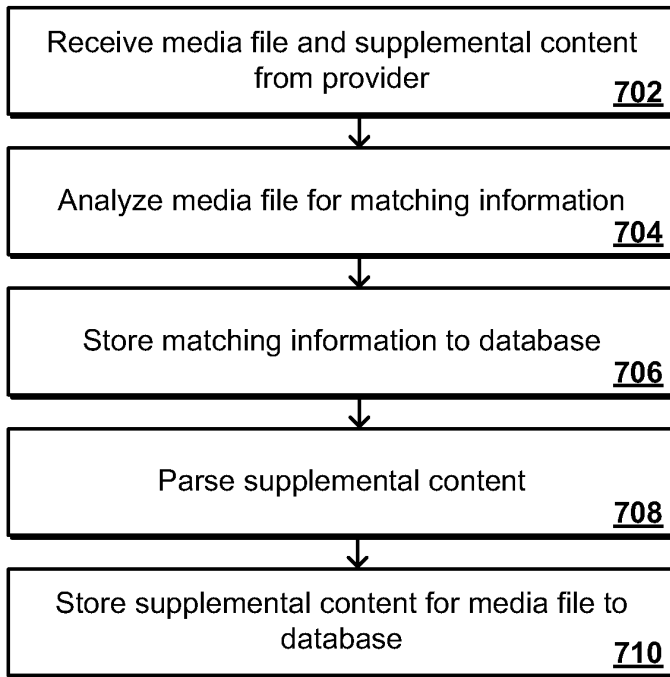 Receive media file and supplemental content
from provider
702
Analyze media file for matching information
704
Store matching information to database
706
Parse supplemental content
708
Store supplemental content for media file to
database
710